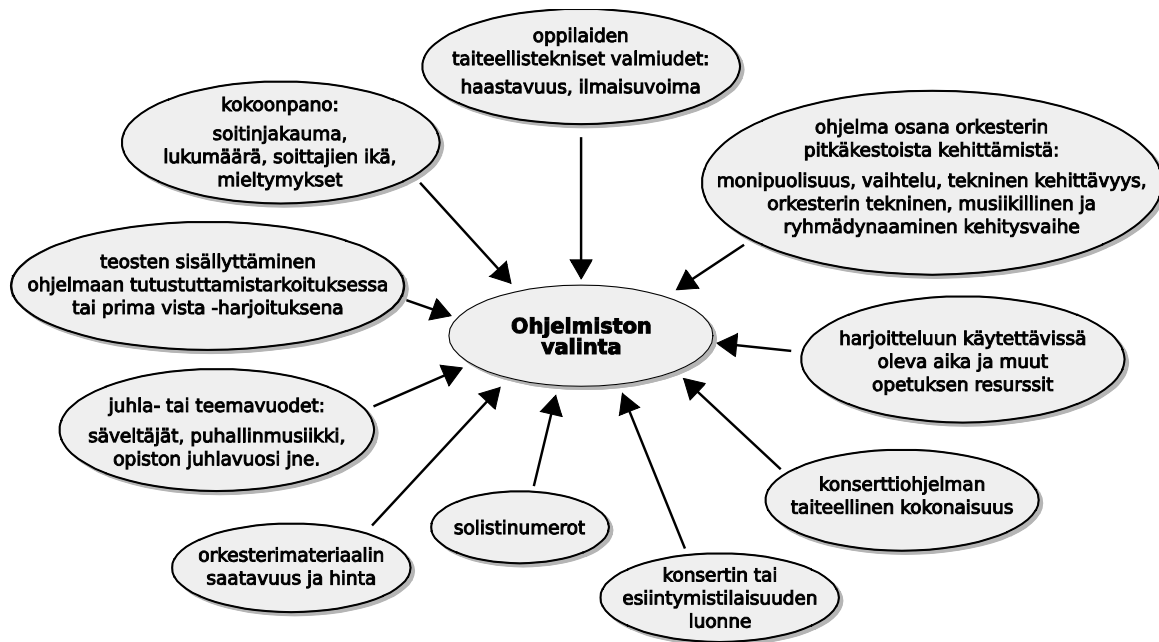 oppilaiden
taiteellistekniset valmiudet:
haastavuus, ilmaisuvoima
kokoonpano:
soitinjakauma,
lukumäärä, soittajien ikä,
mieltymykset
ohjelma osana orkesterin
pitkäkestoista kehittämistä:
monipuolisuus, vaihtelu, tekninen kehittävyys,
orkesterin tekninen, musiikillinen ja
ryhmädynaaminen kehitysvaihe
teosten sisällyttäminen
ohjelmaan tutustuttamistarkoituksessa
tai prima vista -harjoituksena
Ohjelmiston
valinta
harjoitteluun käytettävissä
oleva aika ja muut
opetuksen resurssit
juhla- tai teemavuodet:
säveltäjät, puhallinmusiikki,
opiston juhlavuosi jne.
konserttiohjelman
taiteellinen kokonaisuus
solistinumerot
orkesterimateriaalin
saatavuus ja hinta
konsertin tai
esiintymistilaisuuden
luonne